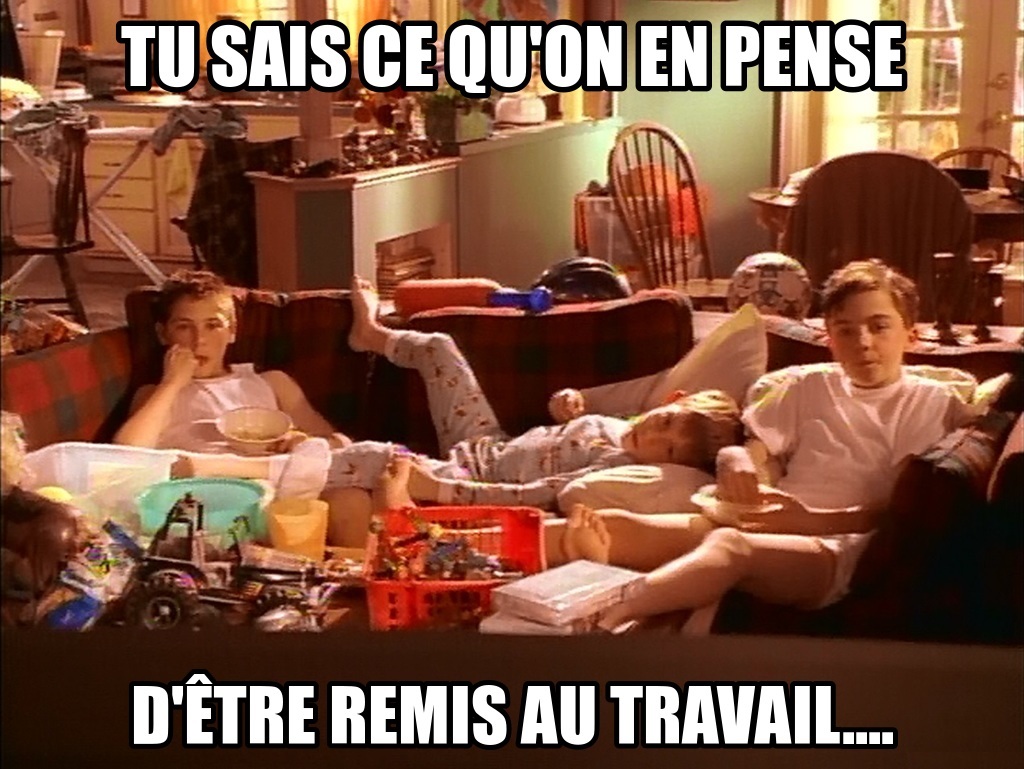 TU SAIS CE QU'ON EN PENSE
D'ÊTRE REMIS AU TRAVAIL....